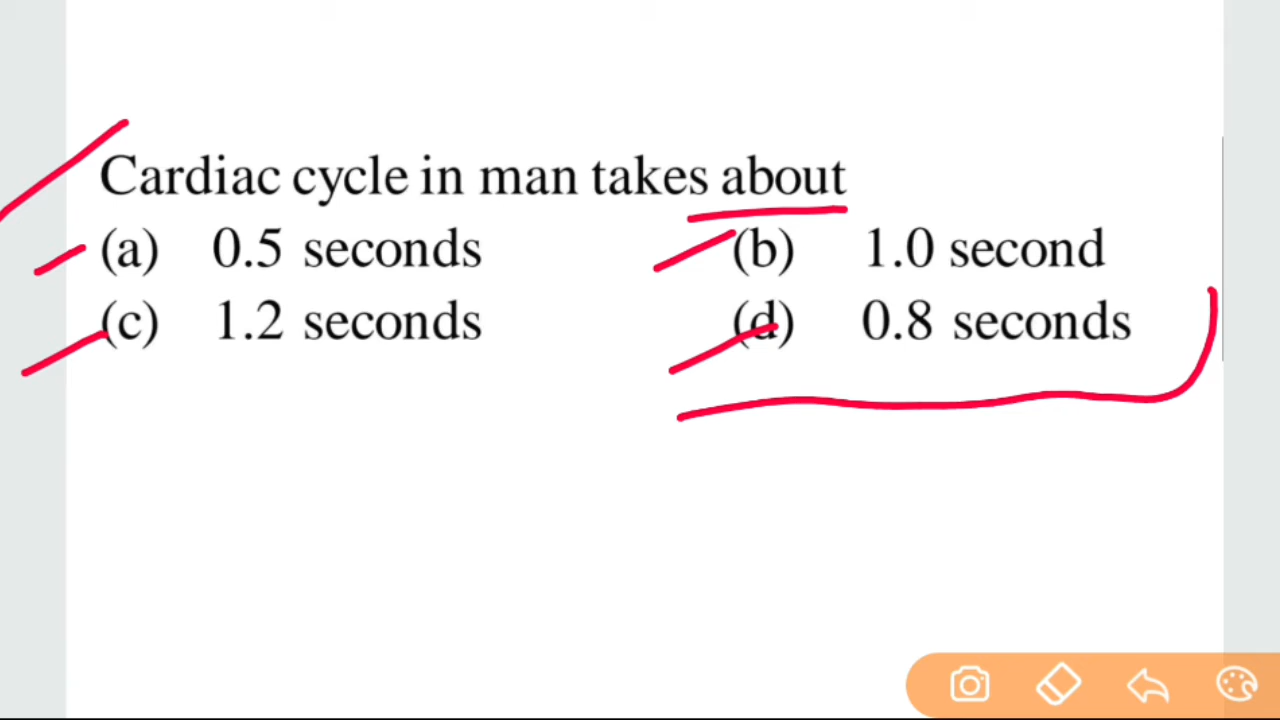 Cardiac cycle in man takes about
(a) 0.5 seconds (b) 1.0 second
(c) 1.2 seconds (d) 0.8 seconds